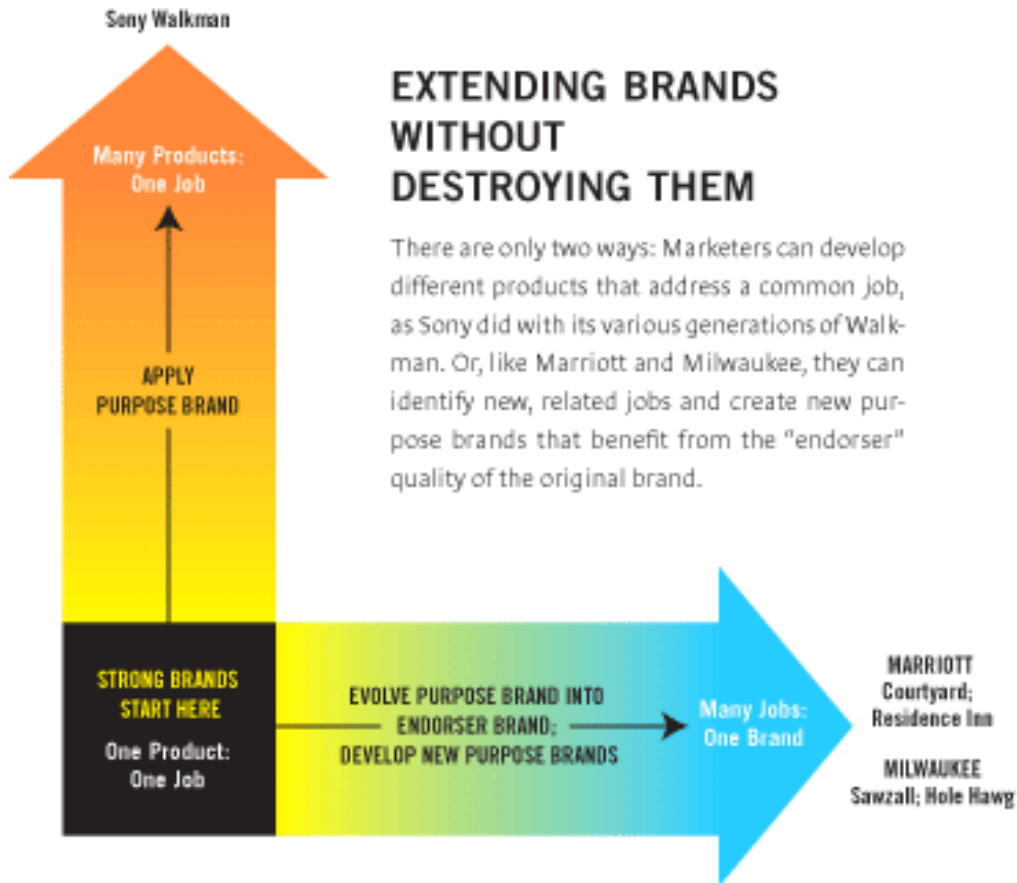 Sony Walkman
EXTENDING BRANDS
WITHOUT
DESTROYING THEM
There are only two ways: Marketers can develop
different products that address a common job,
as Sony did with its various generations of Walk-
man. Or, like Marriott and Milwaukee, they can
identify new, related jobs and create new pur-
pose brands that benefit from the "endorser"
quality of the original brand.
Many Products:
One Job
APPLY
PURPOSE BRAND
STRONG BRANDS
START HERE
One Product:
One Job
EVOLVE PURPOSE BRAND INTO
ENDORSER BRAND;
DEVELOP NEW PURPOSE BRANDS
Many Jobs:
One Brand
MARRIOTT
Courtyard;
Residence Inn
MILWAUKEE
Sawzall; Hole Hawg